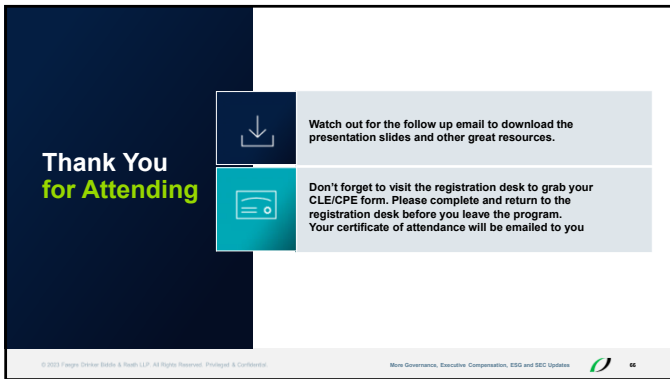 Thank You
for Attending
Watch out for the follow up email to download the
presentation slides and other great resources.
Don't forget to visit the registration desk to grab your
CLE/CPE form. Please complete and return to the
registration desk before you leave the program.
Your certificate of attendance will be emailed to you
© 2023 Faegre Drinker Biddle & Reath LLP. All Rights Reserved. Privileged & Confidential.
More Governance, Executive Compensation, ESG and SEC Updates
66